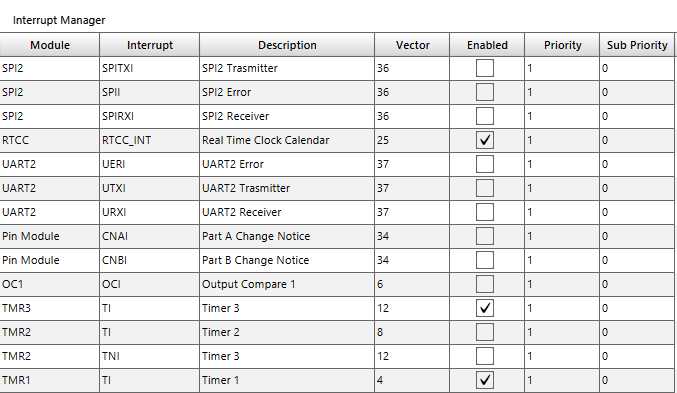 Interrupt Manager
Module Interrupt Description Vector Enabled Priority Sub Priority
SPI2 SPITXI SPI2 Trasmitter 36 1 0
SPI2 SPII SPI2 Error 36 1 0
SPI2 SPIRXI SPI2 Receiver 36 1 0
RTCC RTCC_INT Real Time Clock Calendar 25 1 0
UART2 UERI UART2 Error 37 1 0
UART2 UTXI UART2 Trasmitter 37 1 0
UART2 URXI UART2 Receiver 37 1 0
Pin Module CNAI Part A Change Notice 34 1 0
Pin Module CNBI Part B Change Notice 34 1 0
OC1 OCI Output Compare 1 6 1 0
TMR3 TI Timer 3 12 1 0
TMR2 TI Timer 2 8 1 0
TMR2 TNI Timer 3 12 1 0
TMR1 TI Timer 1 4 1 0